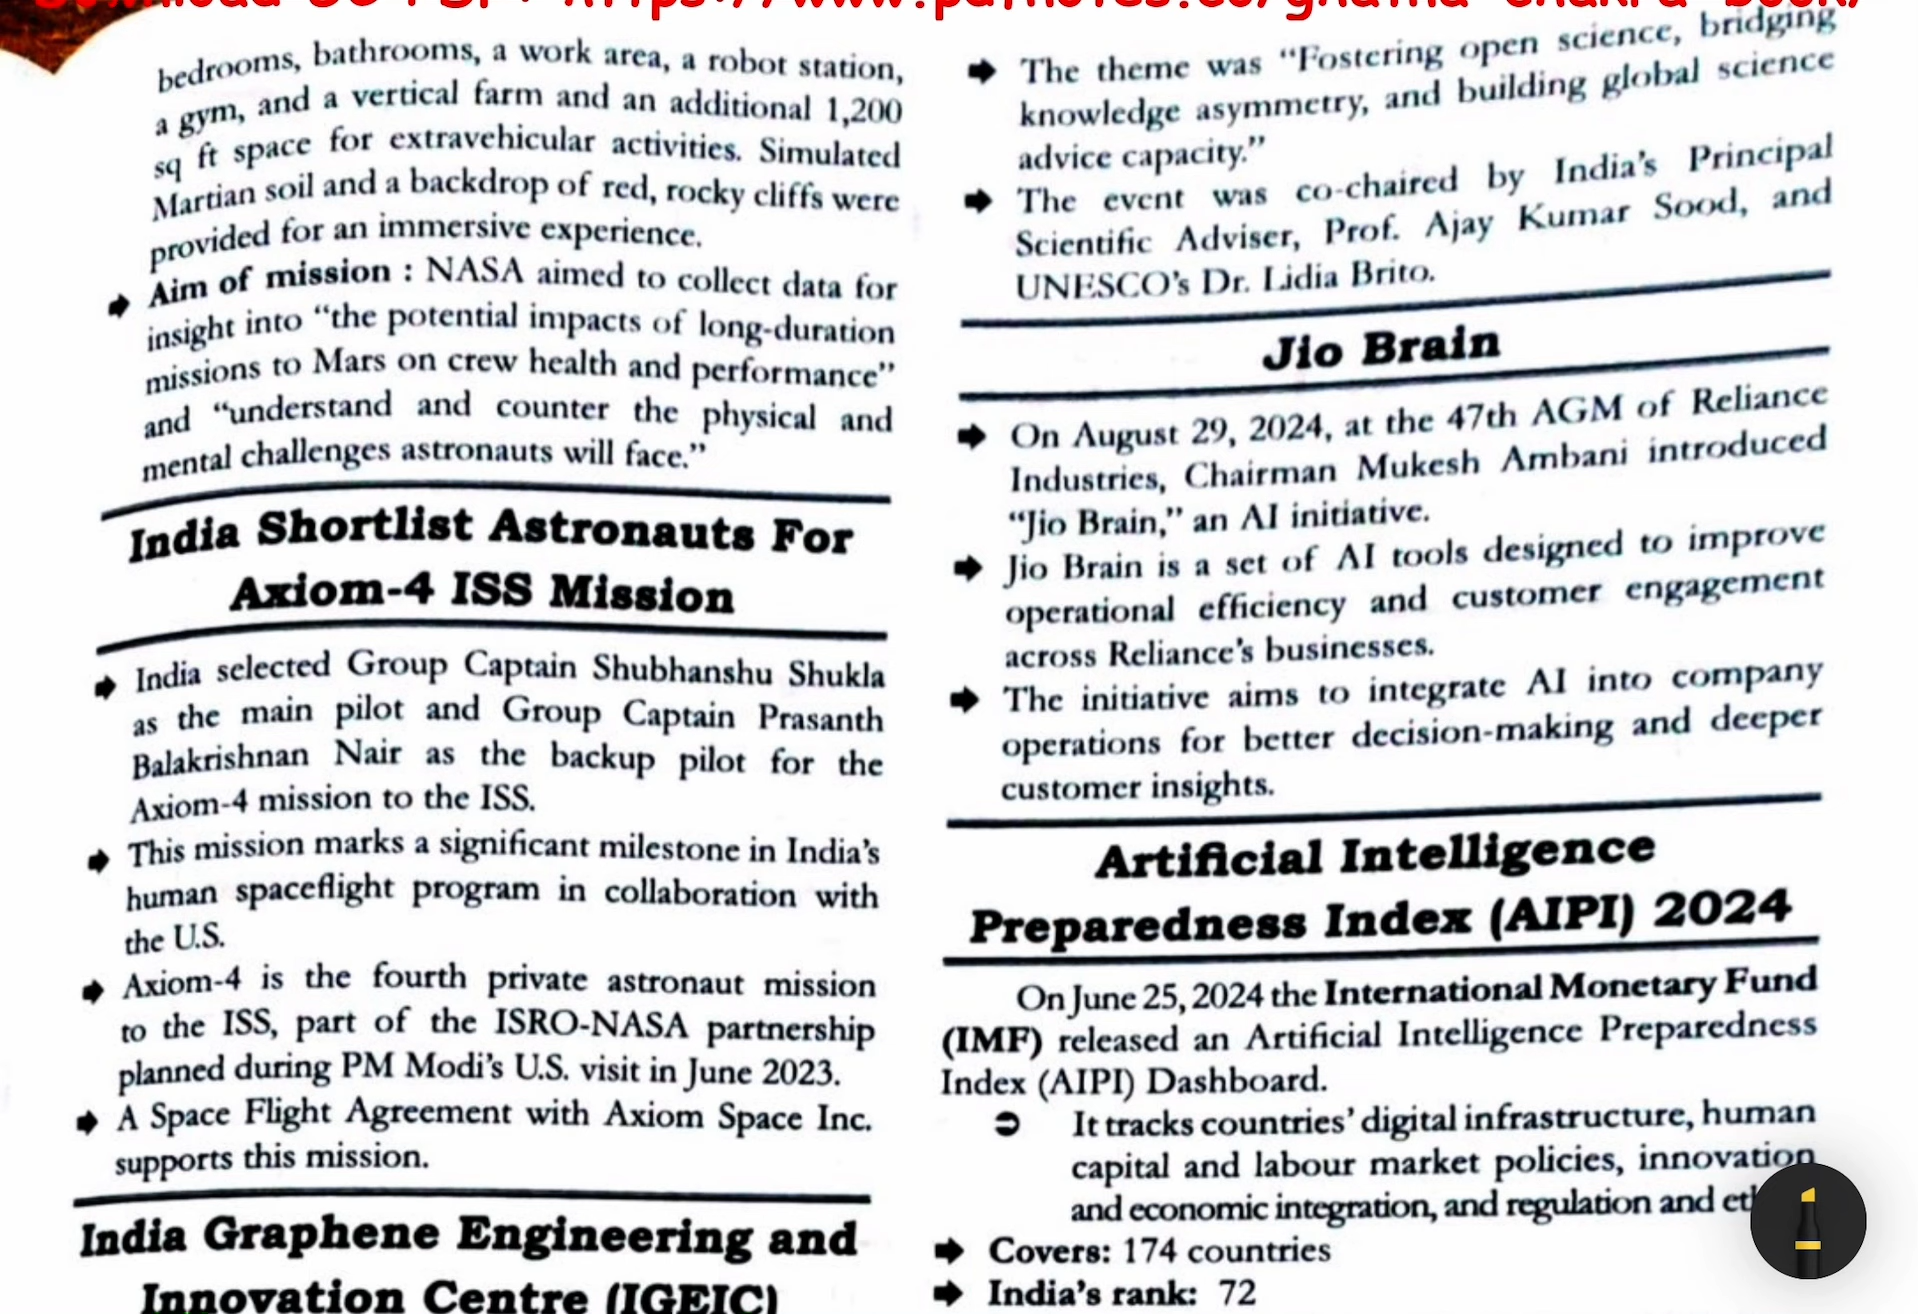 Download GC PDF : https://www.pdfnotes.co/ghatna-chakra-book/
bedrooms, bathrooms, a work area, a robot station,
a gym, and a vertical farm and an additional 1,200
sq ft space for extravehicular activities. Simulated
Martian soil and a backdrop of red, rocky cliffs were
provided for an immersive experience.
Aim of mission : NASA aimed to collect data for
insight into “the potential impacts of long-duration
missions to Mars on crew health and performance”
and “understand and counter the physical and
mental challenges astronauts will face.”
India Shortlist Astronauts For
Axiom-4 ISS Mission
India selected Group Captain Shubhanshu Shukla
as the main pilot and Group Captain Prasanth
Balakrishnan Nair as the backup pilot for the
Axiom-4 mission to the ISS.
This mission marks a significant milestone in India’s
human spaceflight program in collaboration with
the U.S.
Axiom-4 is the fourth private astronaut mission
to the ISS, part of the ISRO-NASA partnership
planned during PM Modi’s U.S. visit in June 2023.
A Space Flight Agreement with Axiom Space Inc.
supports this mission.
India Graphene Engineering and
Innovation Centre (IGEIC)
The theme was “Fostering open science, bridging
knowledge asymmetry, and building global science
advice capacity.”
The event was co-chaired by India’s Principal
Scientific Adviser, Prof. Ajay Kumar Sood, and
UNESCO’s Dr. Lidia Brito.
Jio Brain
On August 29, 2024, at the 47th AGM of Reliance
Industries, Chairman Mukesh Ambani introduced
“Jio Brain,” an AI initiative.
Jio Brain is a set of AI tools designed to improve
operational efficiency and customer engagement
across Reliance’s businesses.
The initiative aims to integrate AI into company
operations for better decision-making and deeper
customer insights.
Artificial Intelligence
Preparedness Index (AIPI) 2024
On June 25, 2024 the International Monetary Fund
(IMF) released an Artificial Intelligence Preparedness
Index (AIPI) Dashboard.
It tracks countries’ digital infrastructure, human
capital and labour market policies, innovation
and economic integration, and regulation and
Covers: 174 countries
India’s rank: 72